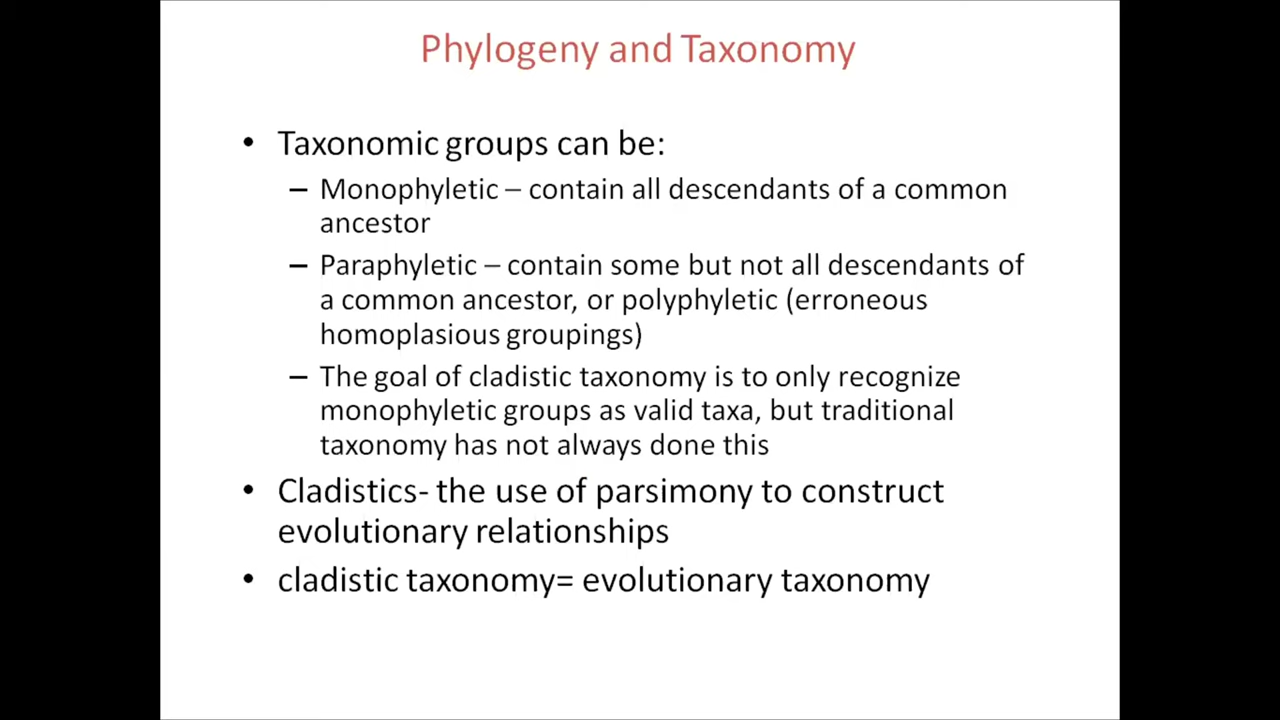 Phylogeny and Taxonomy
• Taxonomic groups can be:
– Monophyletic – contain all descendants of a common
ancestor
– Paraphyletic – contain some but not all descendants of
a common ancestor, or polyphyletic (erroneous
homoplasious groupings)
– The goal of cladistic taxonomy is to only recognize
monophyletic groups as valid taxa, but traditional
taxonomy has not always done this
• Cladistics- the use of parsimony to construct
evolutionary relationships
• cladistic taxonomy= evolutionary taxonomy